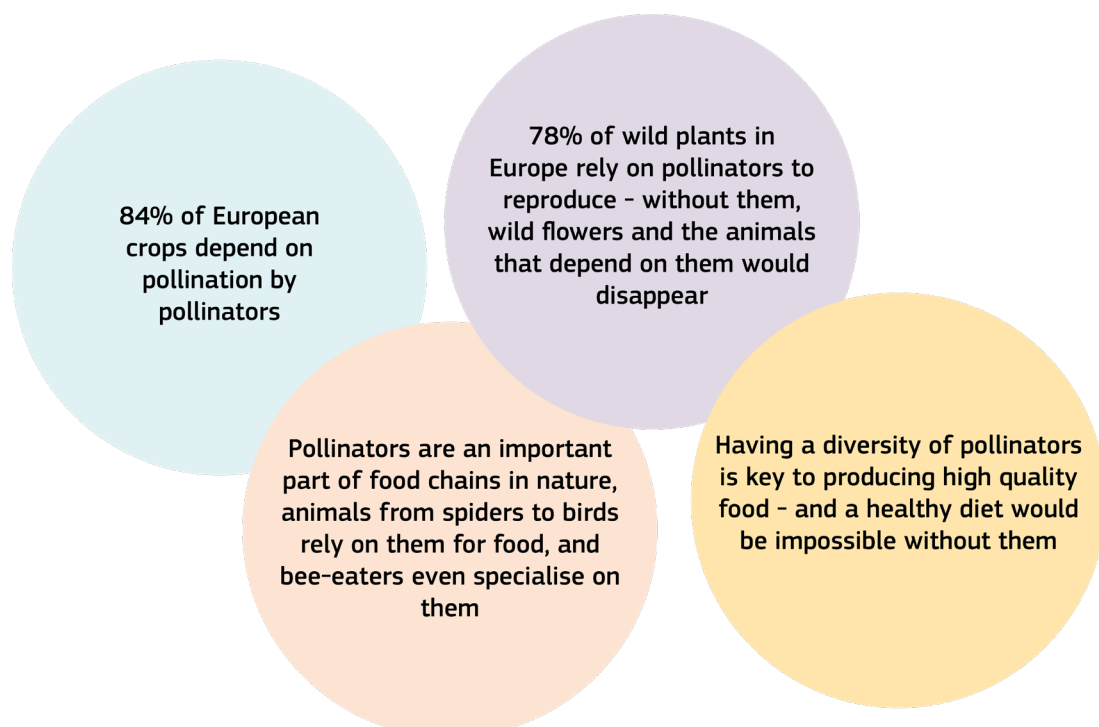 84% of European
crops depend on
pollination by
pollinators
78% of wild plants in
Europe rely on pollinators to
reproduce - without them,
wild flowers and the animals
that depend on them would
disappear
Pollinators are an important
part of food chains in nature,
animals from spiders to birds
rely on them for food, and
bee-eaters even specialise on
them
Having a diversity of pollinators
is key to producing high quality
food - and a healthy diet would
be impossible without them